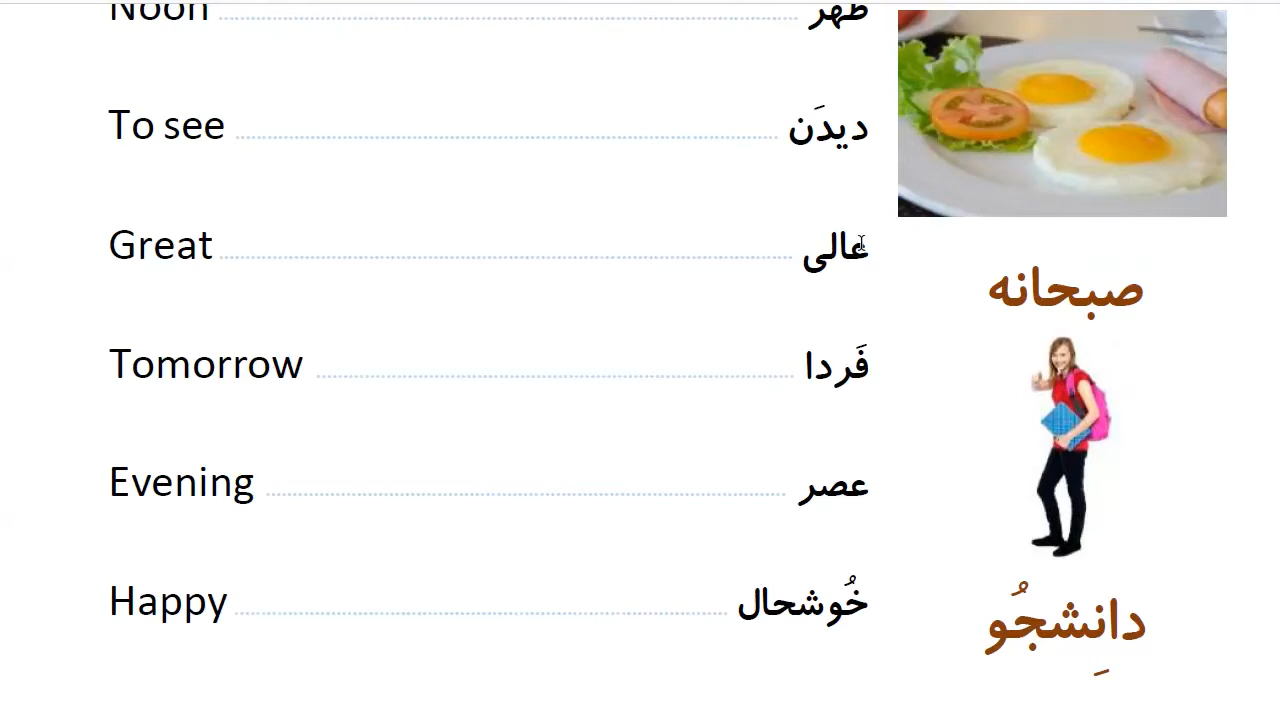 Noon ظهر
To see دیدَن
Great عالی
Tomorrow فَردا
Evening عصر
Happy خُوشحال
صبحانه
دانِشجُو